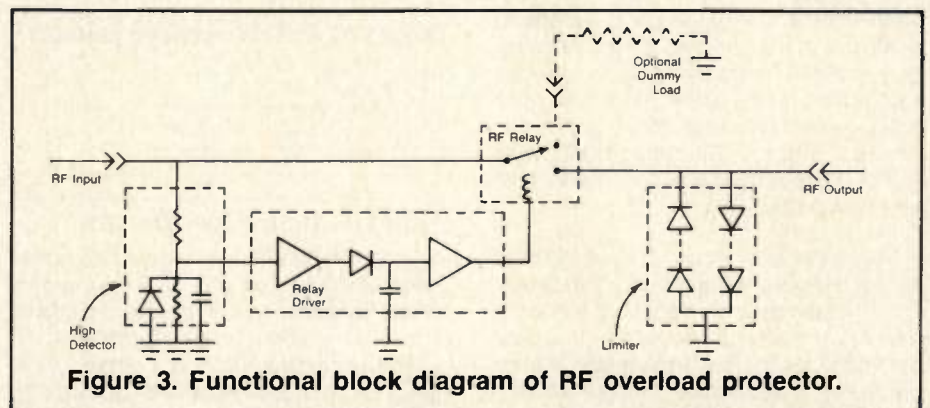 Optional
Dummy
Load
RF Relay
RF Input
RF Output
Relay
Driver
High
Detector
Limiter
Figure 3. Functional block diagram of RF overload protector.